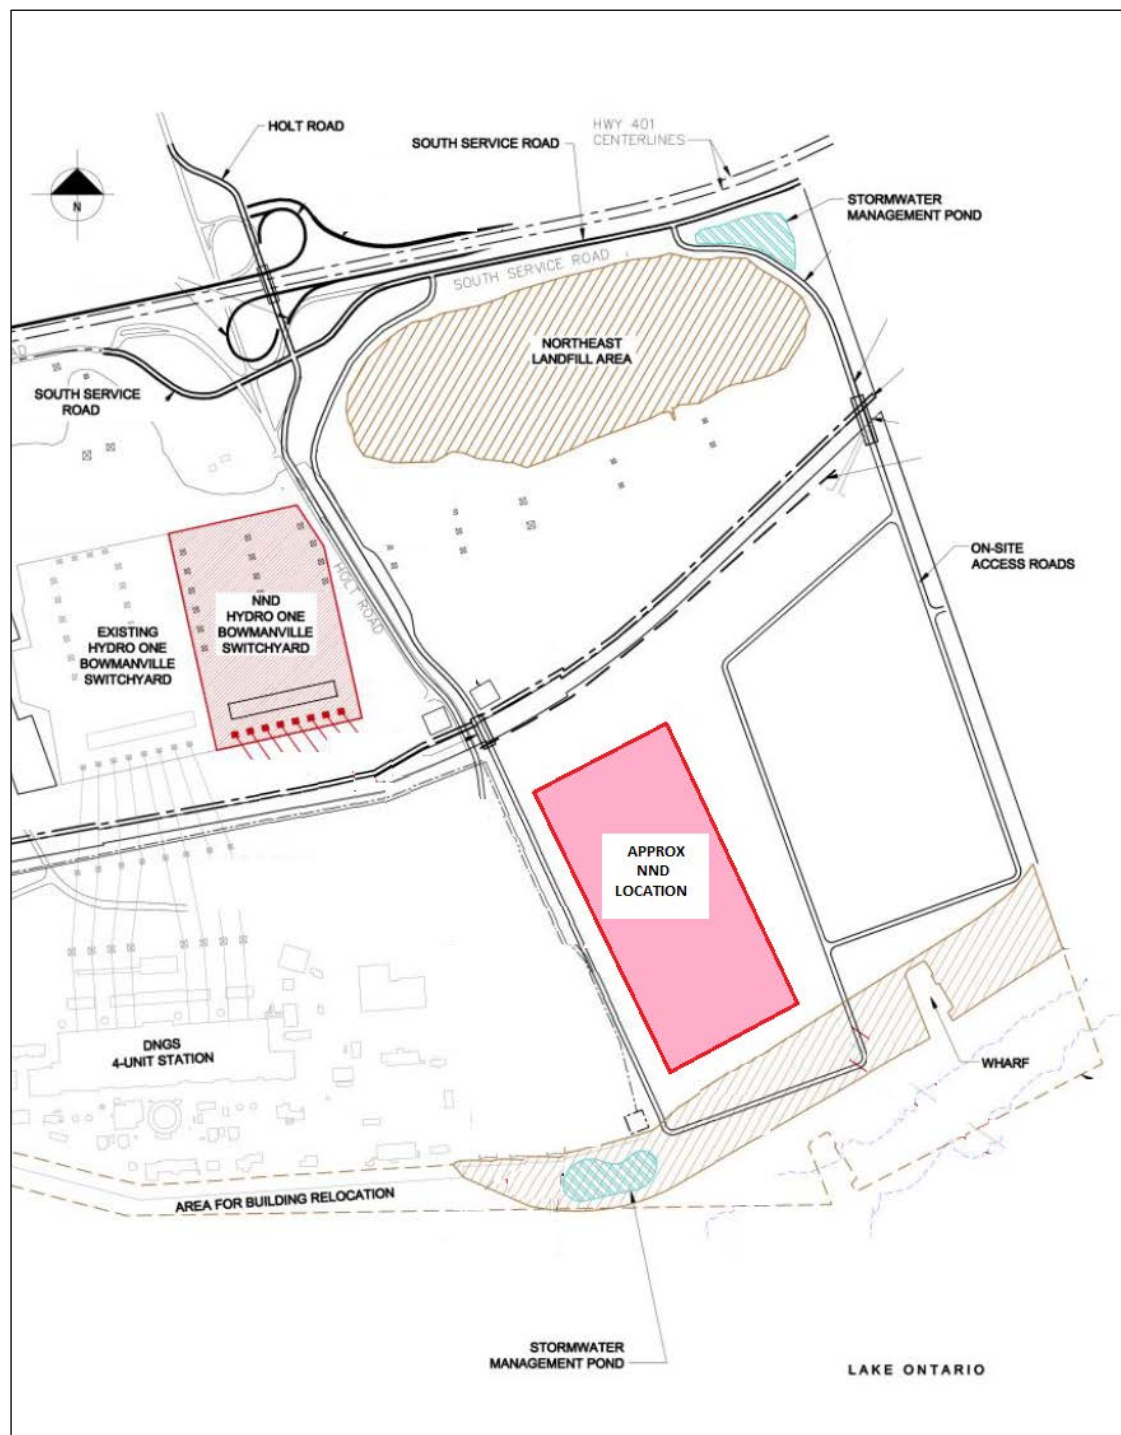 HOLT ROAD
SOUTH SERVICE ROAD
HWY 401
CENTERLINES
STORMWATER
MANAGEMENT POND
N
SOUTH SERVICE ROAD
NORTHEAST
LANDFILL AREA
SOUTH SERVICE
ROAD
HOLT ROAD
ON-SITE
ACCESS ROADS
NND
HYDRO ONE
BOWMANVILLE
SWITCHYARD
EXISTING
HYDRO ONE
BOWMANVILLE
SWITCHYARD
APPROX
NND
LOCATION
DNGS
4-UNIT STATION
WHARF
AREA FOR BUILDING RELOCATION
STORMWATER
MANAGEMENT POND
LAKE ONTARIO